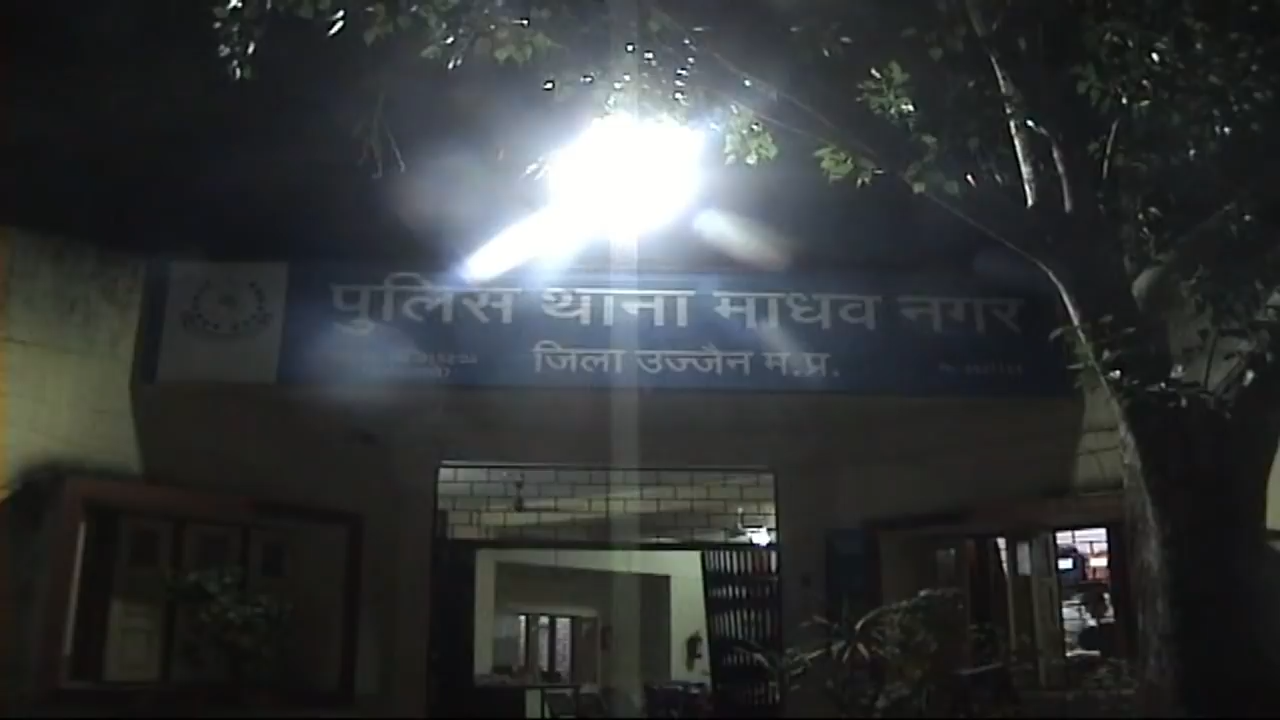 पुलिस थाना माधव नगर
जिला उज्जैन म.प्र.